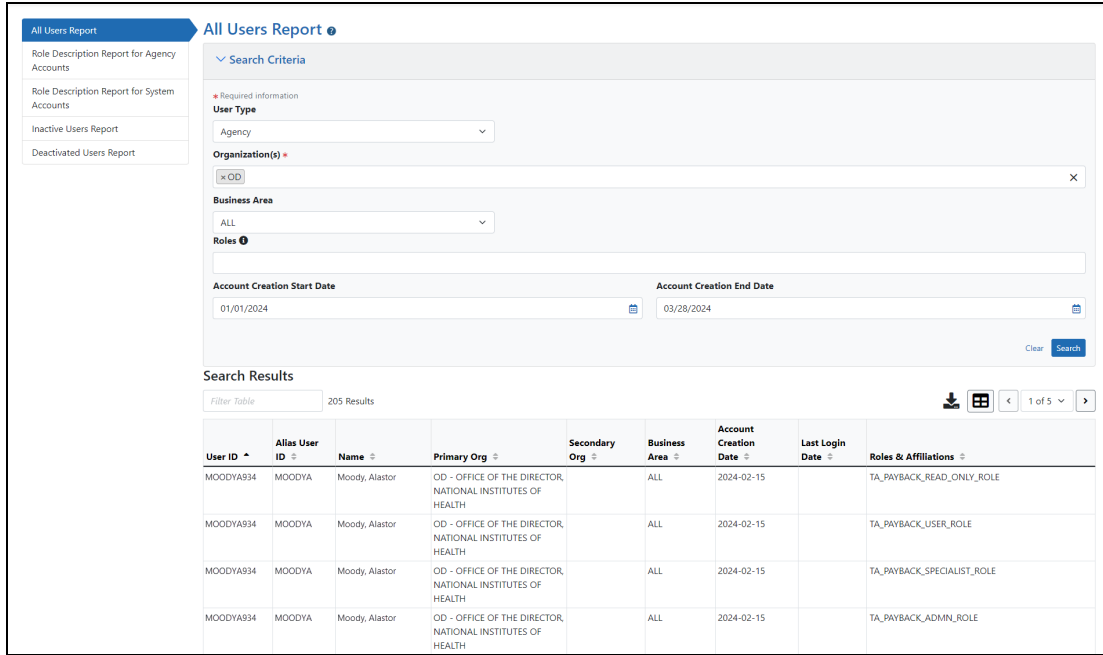 All Users Report
Role Description Report for Agency
Accounts
Role Description Report for System
Accounts
Inactive Users Report
Deactivated Users Report
All Users Report
Search Criteria
* Required information
User Type
Agency
Organization(s) *
× OD
Business Area
ALL
Roles
Account Creation Start Date
Account Creation End Date
01/01/2024
03/28/2024
Clear
Search
Search Results
Filter Table
205 Results
1 of 5
User ID
Alias User
ID
Name
Primary Org
Secondary
Org
Business
Area
Account
Creation
Date
Last Login
Date
Roles & Affiliations
MOODYA934
MOODYA
Moody, Alastor
OD - OFFICE OF THE DIRECTOR,
NATIONAL INSTITUTES OF
HEALTH
ALL
2024-02-15
TA_PAYBACK_READ_ONLY_ROLE
MOODYA934
MOODYA
Moody, Alastor
OD - OFFICE OF THE DIRECTOR,
NATIONAL INSTITUTES OF
HEALTH
ALL
2024-02-15
TA_PAYBACK_USER_ROLE
MOODYA934
MOODYA
Moody, Alastor
OD - OFFICE OF THE DIRECTOR,
NATIONAL INSTITUTES OF
HEALTH
ALL
2024-02-15
TA_PAYBACK_SPECIALIST_ROLE
MOODYA934
MOODYA
Moody, Alastor
OD - OFFICE OF THE DIRECTOR,
NATIONAL INSTITUTES OF
HEALTH
ALL
2024-02-15
TA_PAYBACK_ADMN_ROLE